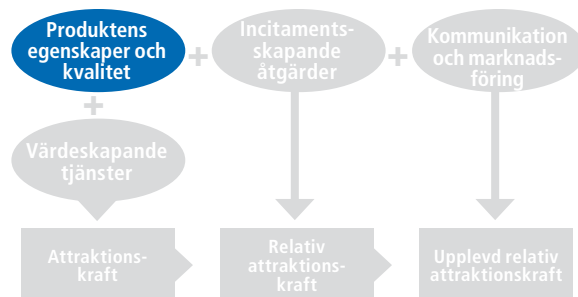 Produktens
egenskaper och
kvalitet
+
Incitaments-
skapande
åtgärder
+
Kommunikation
och marknads-
föring
+
Värdeskapande
tjänster
Attraktions-
kraft
Relativ
attraktions-
kraft
Upplevd relativ
attraktionskraft